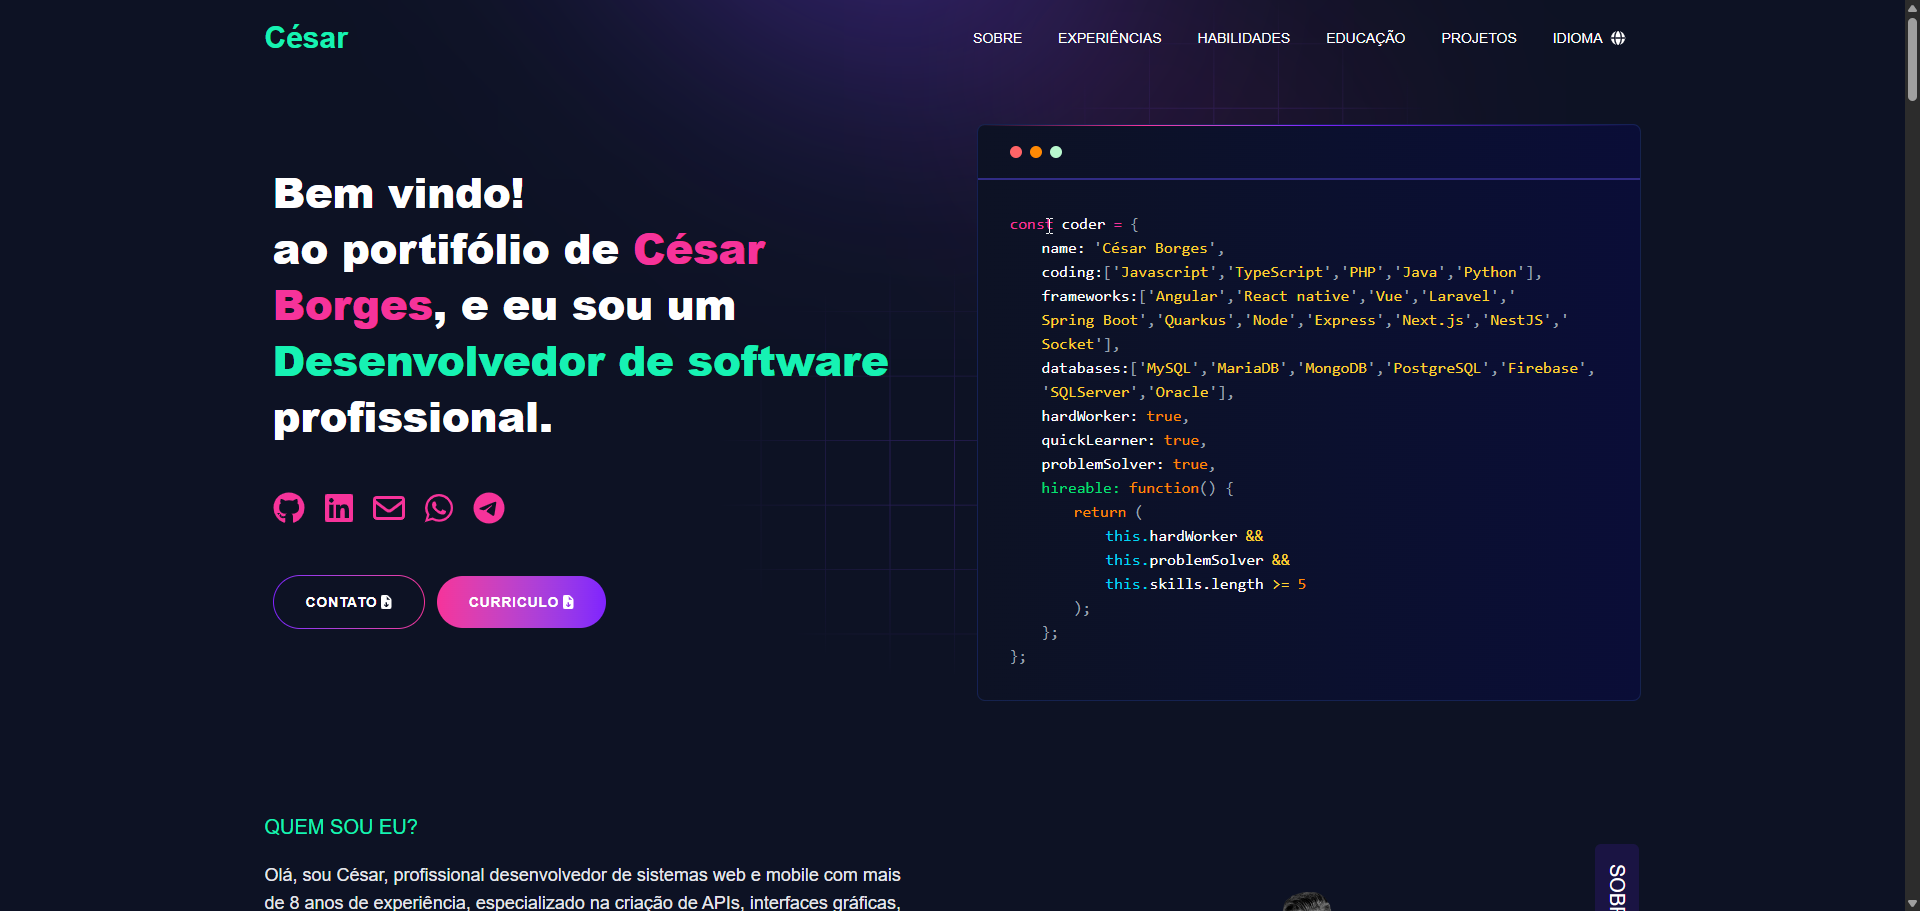 César
SOBRE EXPERIÊNCIAS HABILIDADES EDUCAÇÃO PROJETOS IDIOMA
Bem vindo!
ao portifólio de César
Borges, e eu sou um
Desenvolvedor de software
profissional.
CONTATO CURRICULO
const coder = {
name: 'César Borges',
coding:['Javascript','TypeScript','PHP','Java','Python'],
frameworks:['Angular','React native','Vue','Laravel','
Spring Boot','Quarkus','Node','Express','Next.js','NestJS','
Socket'],
databases:['MySQL','MariaDB','MongoDB','PostgreSQL','Firebase',
'SQLServer','Oracle'],
hardWorker: true,
quickLearner: true,
problemSolver: true,
hireable: function() {
return (
this.hardWorker &&
this.problemSolver &&
this.skills.length >= 5
);
};
};
QUEM SOU EU?
Olá, sou César, profissional desenvolvedor de sistemas web e mobile com mais
de 8 anos de experiência, especializado na criação de APIs, interfaces gráficas,